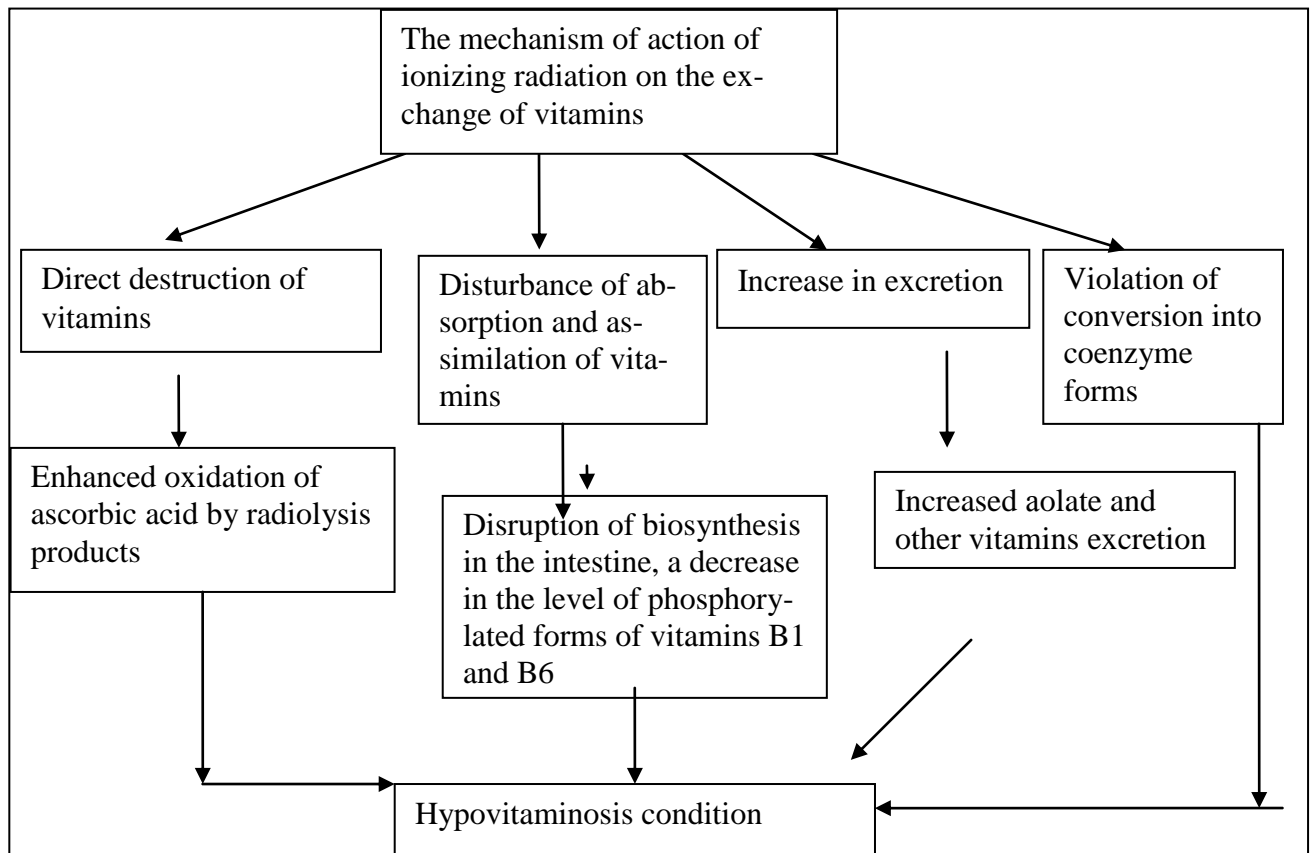 The mechanism of action of
ionizing radiation on the ex-
change of vitamins
Direct destruction of
vitamins
Disturbance of ab-
sorption and as-
similation of vita-
mins
Increase in excretion
Violation of
conversion into
coenzyme
forms
Enhanced oxidation of
ascorbic acid by radiolysis
products
Disruption of biosynthesis
in the intestine, a decrease
in the level of phosphory-
lated forms of vitamins B1
and B6
Increased aolate and
other vitamins excretion
Hypovitaminosis condition